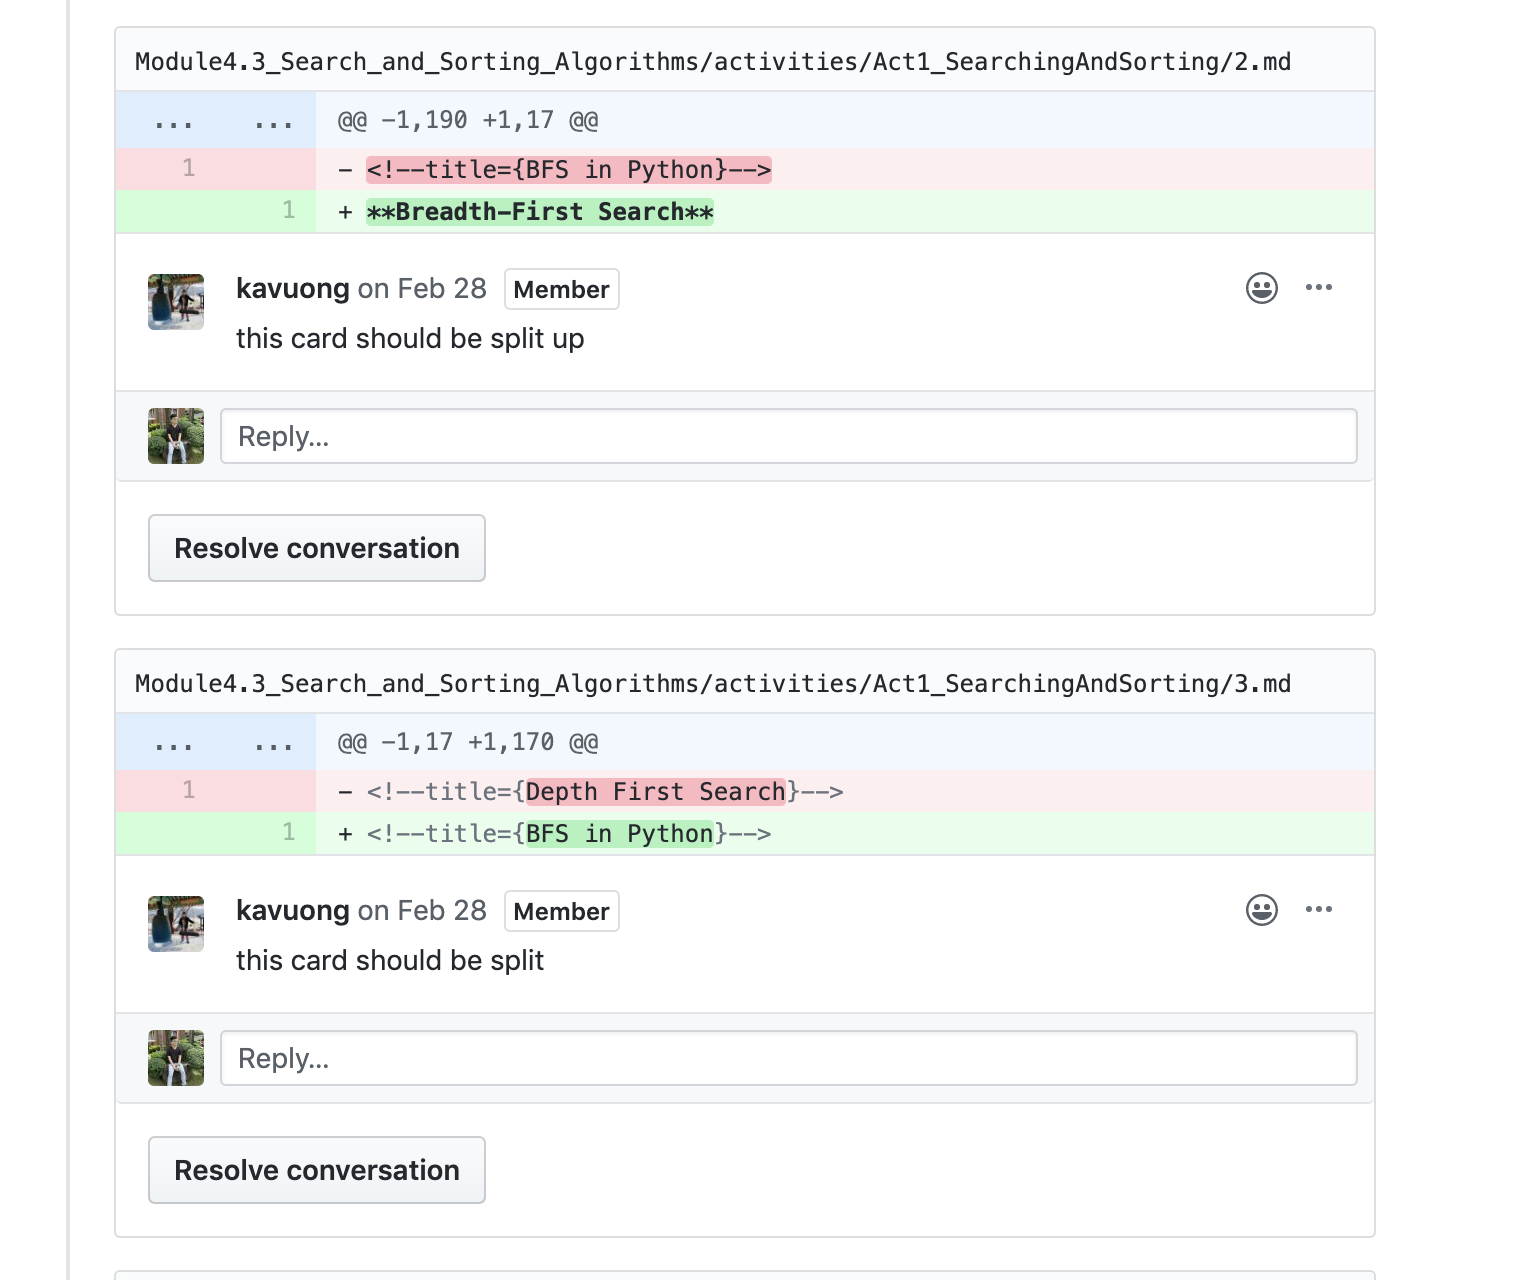 Module4.3_Search_and_Sorting_Algorithms/activities/Act1_SearchingAndSorting/2.md
... ... @@ -1,190 +1,17 @@
1 - <!--title={BFS in Python}-->
1 + **Breadth-First Search**
kavuong on Feb 28 Member
this card should be split up
Reply...
Resolve conversation
Module4.3_Search_and_Sorting_Algorithms/activities/Act1_SearchingAndSorting/3.md
... ... @@ -1,17 +1,170 @@
1 - <!--title={Depth First Search}-->
1 + <!--title={BFS in Python}-->
kavuong on Feb 28 Member
this card should be split
Reply...
Resolve conversation